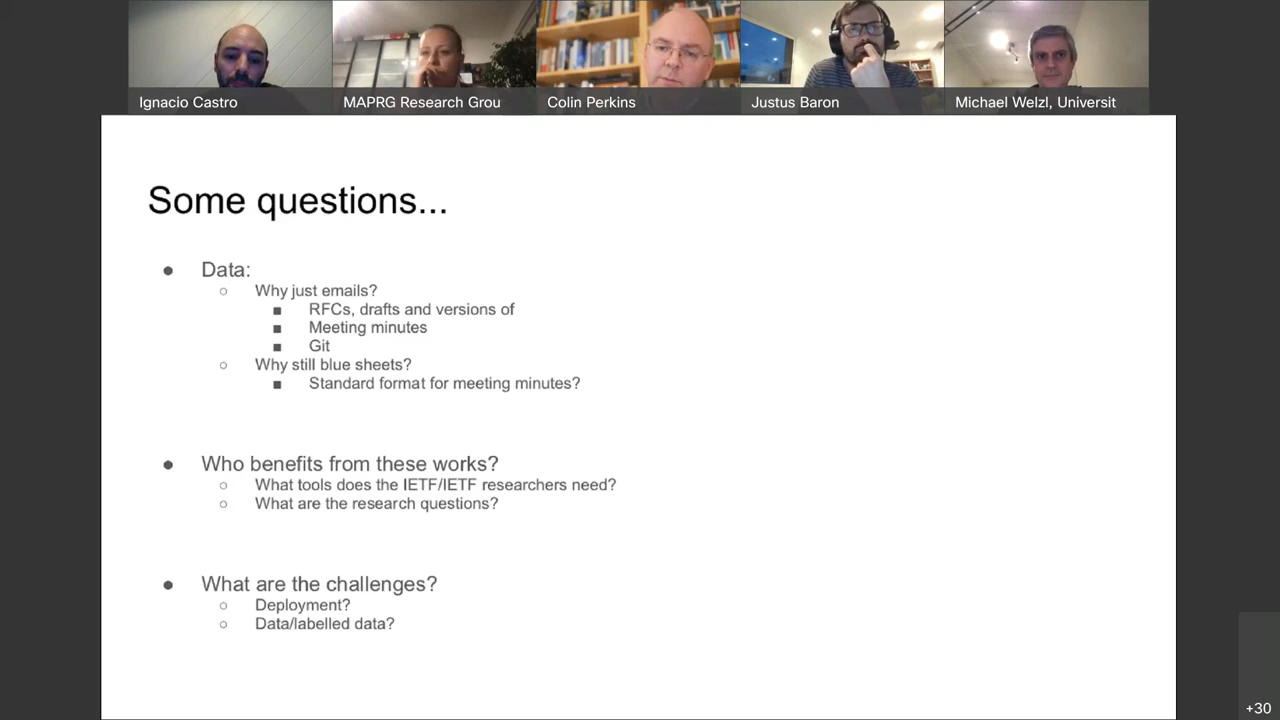 Ignacio Castro
MAPRG Research Grou
Colin Perkins
Justus Baron
Michael Welzl, Universit
Some questions...
● Data:
○ Why just emails?
■ RFCs, drafts and versions of
■ Meeting minutes
■ Git
○ Why still blue sheets?
■ Standard format for meeting minutes?
● Who benefits from these works?
○ What tools does the IETF/IETF researchers need?
○ What are the research questions?
● What are the challenges?
○ Deployment?
○ Data/labelled data?
+30